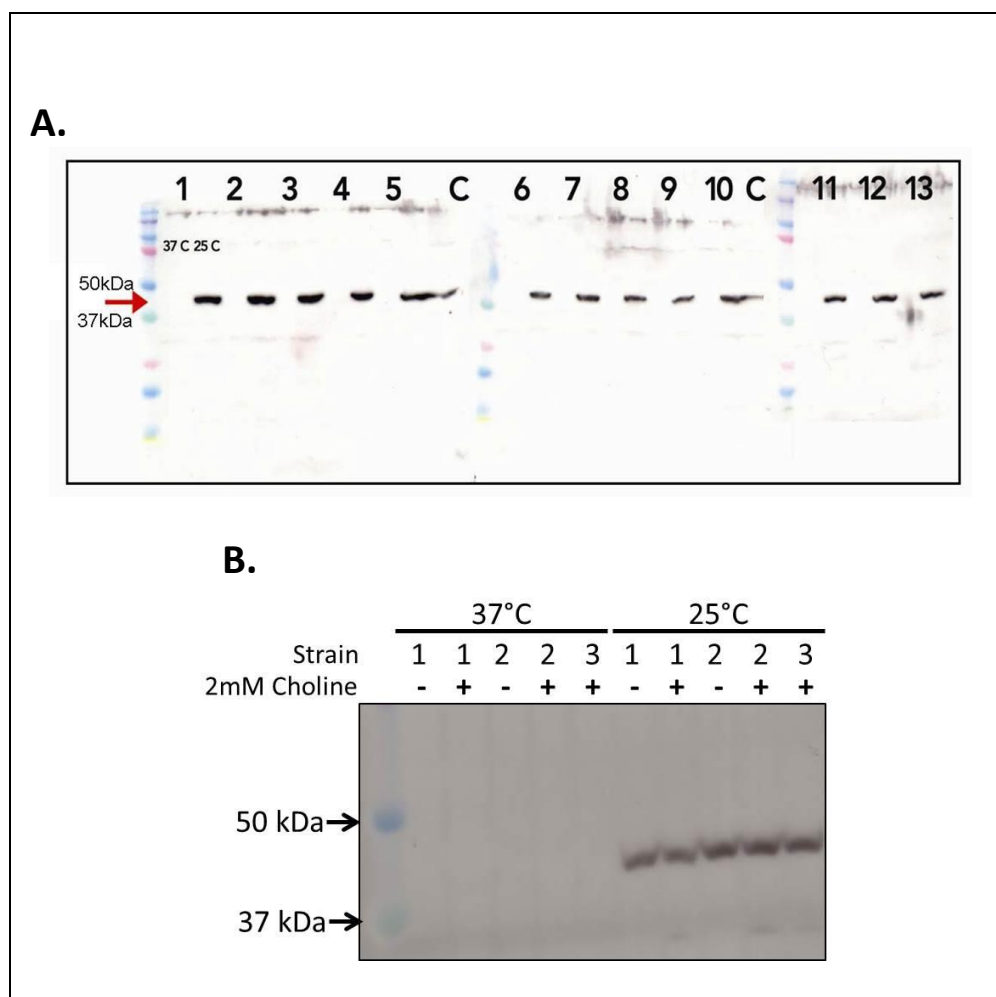 A.
1 2 3 4 5 C 6 7 8 9 10 C 11 12 13
37 C 25 C
50kDa
37kDa
B.
37°C 25°C
Strain 1 1 2 2 3 1 1 2 2 3
2mM Choline - + - + + - + - + +
50 kDa
37 kDa